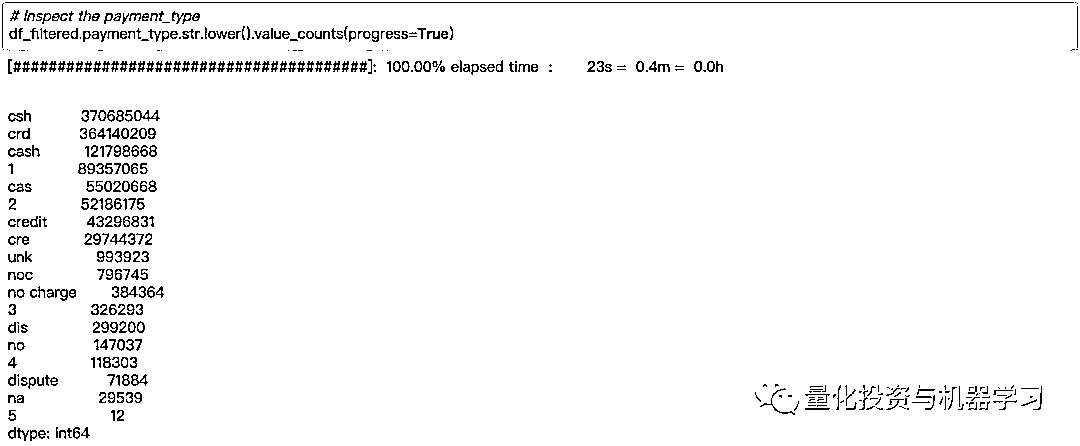 # Inspect the payment_type
df_filtered.payment_type.str.lower().value_counts(progress=True)
[########################################]: 100.00% elapsed time : 23s = 0.4m = 0.0h
csh 370685044
crd 364140209
cash 121798668
1 89357065
cas 55020668
2 52186175
credit 43296831
cre 29744372
unk 993923
noc 796745
no charge 384364
3 326293
dis 299200
no 147037
4 118303
dispute 71884
na 29539
5 12
dtype: int64
量化投资与机器学习